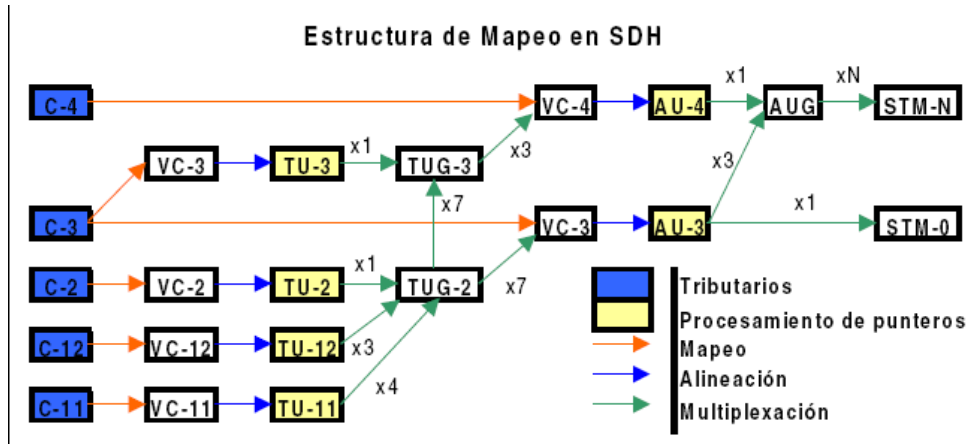 Estructura de Mapeo en SDH
x1
xN
C-4
VC-4
AU-4
AUG
STM-N
x1
x3
VC-3
TU-3
TUG-3
x3
x7
x1
C-3
VC-3
AU-3
STM-0
x1
x7
C-2
VC-2
TU-2
TUG-2
C-12
VC-12
TU-12
x3
x4
C-11
VC-11
TU-11
Tributarios
Procesamiento de punteros
Mapeo
Alineación
Multiplexación